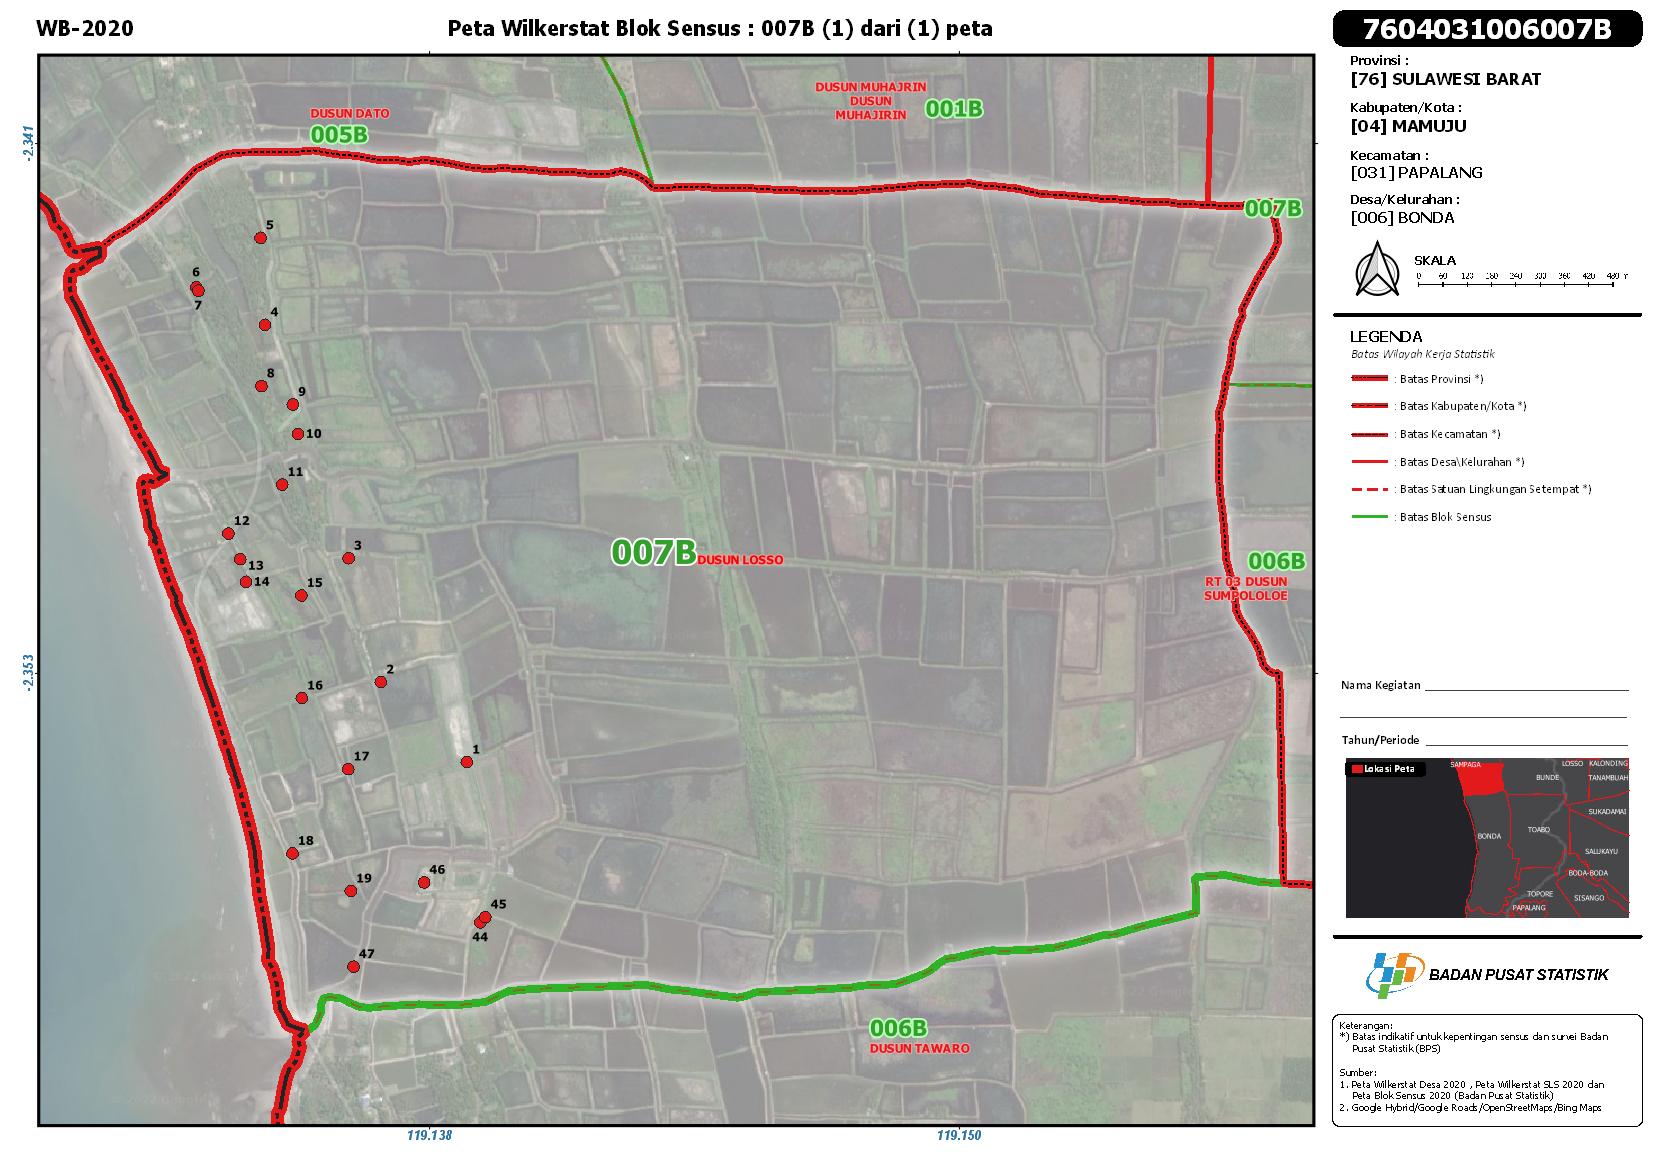 WB-2020
Peta Wilkerstat Blok Sensus : 007B (1) dari (1) peta
7604031006007B
Provinsi :
[76] SULAWESI BARAT
Kabupaten/Kota :
[04] MAMUJU
Kecamatan :
[031] PAPALANG
Desa/Kelurahan :
[006] BONDA
SKALA
0 60 120 180 240 300 360 420 480 m
LEGENDA
Batas Wilayah Kerja Statistik
: Batas Provinsi *)
: Batas Kabupaten/Kota *)
: Batas Kecamatan *)
: Batas Desa\Kelurahan *)
: Batas Satuan Lingkungan Setempat *)
: Batas Blok Sensus
Nama Kegiatan
Tahun/Periode
Lokasi Peta
SAMPAGA
LOSSO
KALONDING
BUNDE
TANAMBUAH
SUKADAMAI
BONDA
TOABO
SALUKAYU
BODA-BODA
TOPORE
SISANGO
PAPALANG
BADAN PUSAT STATISTIK
Keterangan:
*) Batas indikatif untuk kepentingan sensus dan survei Badan
Pusat Statistik (BPS)
Sumber:
1. Peta Wilkerstat Desa 2020 , Peta Wilkerstat SLS 2020 dan
Peta Blok Sensus 2020 (Badan Pusat Statistik)
2. Google Hybrid/Google Roads/OpenStreetMaps/Bing Maps
DUSUN DATO
005B
DUSUN MUHAJRIN
DUSUN
MUHAJIRIN
001B
007B
5
6
7
4
8
9
10
11
12
13
14
3
15
007B
DUSUN LOSSO
006B
RT 03 DUSUN
SUMPOLOLOE
2
16
1
17
18
19
46
45
44
47
006B
DUSUN TAWARO
-2.341
-2.353
119.138
119.150